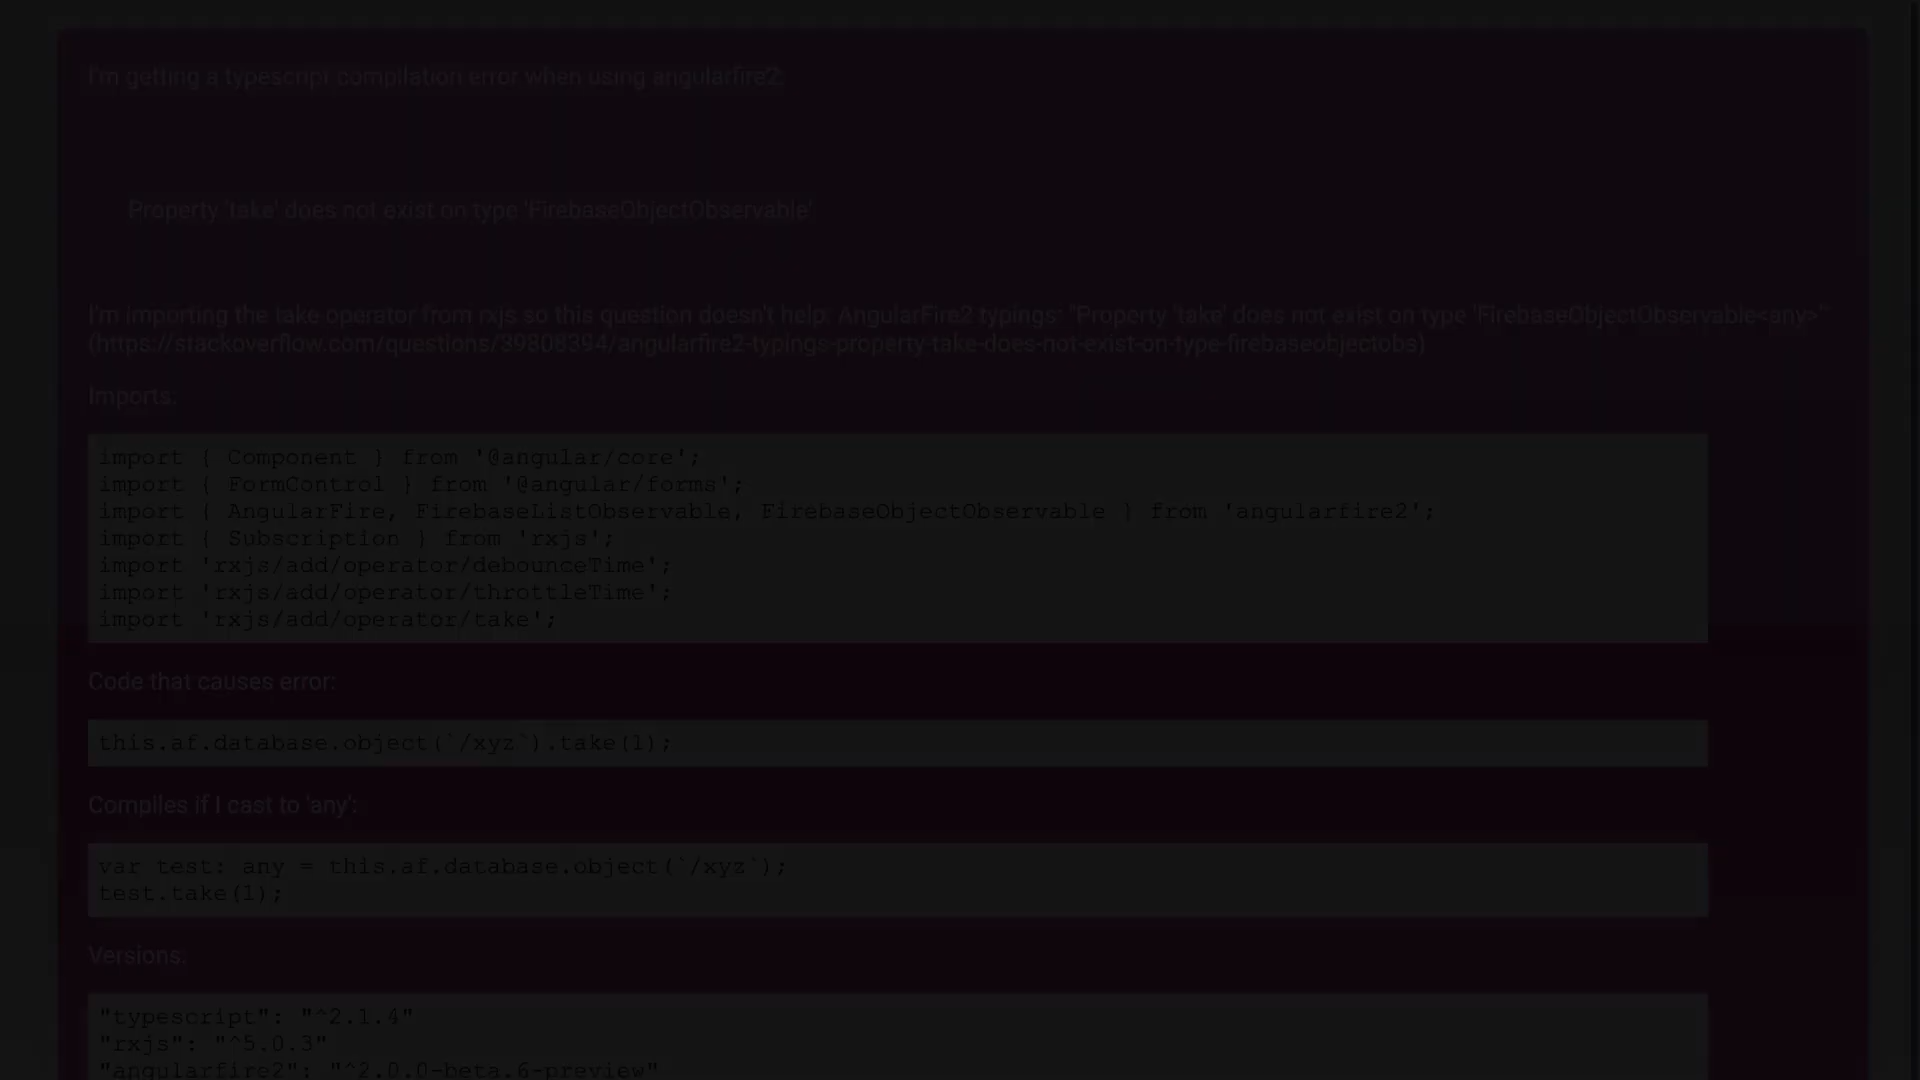 I'm getting a typescript compilation error when using angularfire2:
Property 'take' does not exist on type 'FirebaseObjectObservable'
I'm importing the take operator from rxjs so this question doesn't help: AngularFire2 typings: "Property 'take' does not exist on type 'FirebaseObjectObservable<any>'"
(https://stackoverflow.com/questions/39808394/angularfire2-typings-property-take-does-not-exist-on-type-firebaseobjectobs)
Imports:
import { Component } from '@angular/core';
import { FormControl } from '@angular/forms';
import { AngularFire, FirebaseListObservable, FirebaseObjectObservable } from 'angularfire2';
import { Subscription } from 'rxjs';
import 'rxjs/add/operator/debounceTime';
import 'rxjs/add/operator/throttleTime';
import 'rxjs/add/operator/take';
Code that causes error:
this.af.database.object(`/xyz`).take(1);
Compiles if I cast to 'any':
var test: any = this.af.database.object(`/xyz`);
test.take(1);
Versions:
"typescript": "^2.1.4"
"rxjs": "^5.0.3"
"angularfire2": "^2.0.0-beta.6-preview"